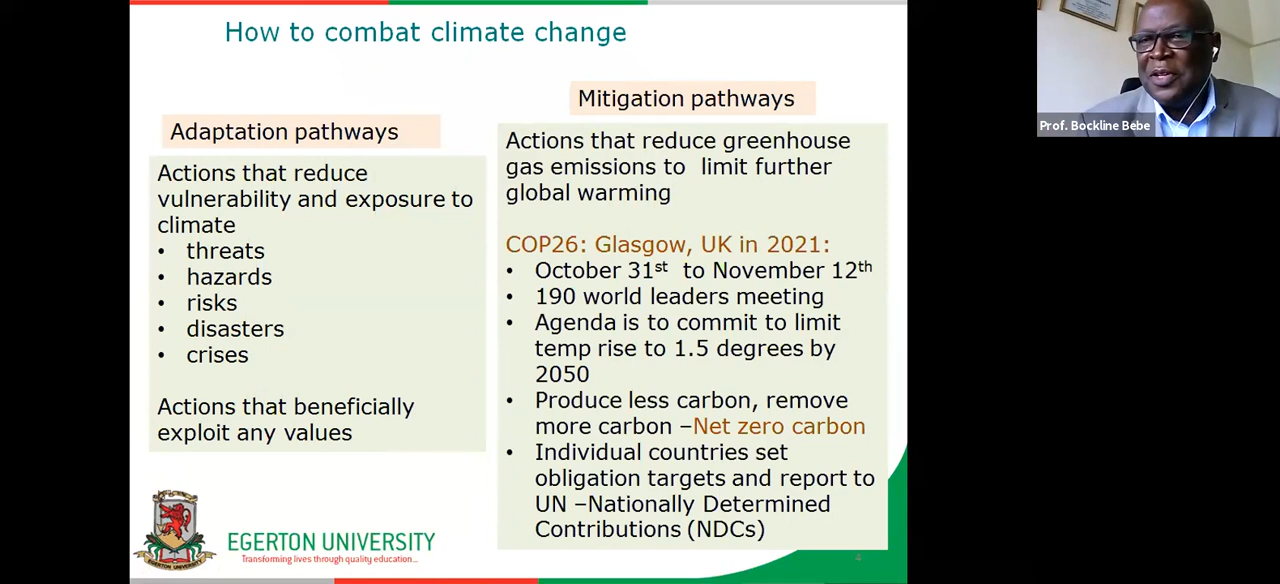 How to combat climate change
Adaptation pathways
Actions that reduce
vulnerability and exposure to
climate
• threats
• hazards
• risks
• disasters
• crises
Actions that beneficially
exploit any values
Mitigation pathways
Actions that reduce greenhouse
gas emissions to limit further
global warming
COP26: Glasgow, UK in 2021:
• October 31st to November 12th
• 190 world leaders meeting
• Agenda is to commit to limit
temp rise to 1.5 degrees by
2050
• Produce less carbon, remove
more carbon –Net zero carbon
• Individual countries set
obligation targets and report to
UN –Nationally Determined
Contributions (NDCs)
EGERTON UNIVERSITY
EGERTON UNIVERSITY
Transforming lives through quality education...
4
Prof. Bockline Bebe